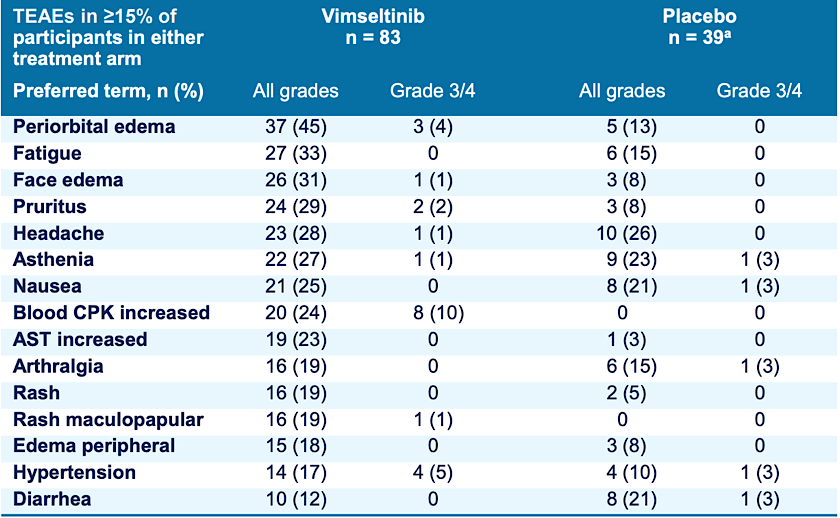 TEAEs in ≥15% of participants in either treatment arm Vimseltinib n = 83 Placebo n = 39ᵃ
Preferred term, n (%) All grades Grade 3/4 All grades Grade 3/4
Periorbital edema 37 (45) 3 (4) 5 (13) 0
Fatigue 27 (33) 0 6 (15) 0
Face edema 26 (31) 1 (1) 3 (8) 0
Pruritus 24 (29) 2 (2) 3 (8) 0
Headache 23 (28) 1 (1) 10 (26) 0
Asthenia 22 (27) 1 (1) 9 (23) 1 (3)
Nausea 21 (25) 0 8 (21) 1 (3)
Blood CPK increased 20 (24) 8 (10) 0 0
AST increased 19 (23) 0 1 (3) 0
Arthralgia 16 (19) 0 6 (15) 1 (3)
Rash 16 (19) 0 2 (5) 0
Rash maculopapular 16 (19) 1 (1) 0 0
Edema peripheral 15 (18) 0 3 (8) 0
Hypertension 14 (17) 4 (5) 4 (10) 1 (3)
Diarrhea 10 (12) 0 8 (21) 1 (3)